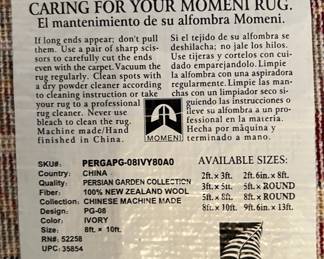 CARING FOR YOUR MOMENI RUG.
El mantenimiento de su alfombra Momeni.
If long ends appear; don't pull
them. Use a pair of sharp scis-
sors to carefully cut the ends
even with the carpet. Vacuum the
rug regularly. Clean spots with
a dry powder cleaner according
to cleaning instruction or take
your rug to a professional
rug cleaner. Never use
bleach to clean the rug.
Machine made/Hand
finished in China.
MOMENI
Si el tejido de su alfombra se
deshilacha; no jale los hilos.
Use tijeras y cortelos con cui-
dado emparejandolo. Limpie
la alfombra con una aspiradora
regularmente. Limpie las man-
chas con un limpiador seco si-
guiendo las instrucciones o
lleve su alfombra a un pro-
fessional en la materia.
Hecha por màquina y
terminado a mano.
SKU#: PERGAPG-08IVY80A0
Country: CHINA
Quality: PERSIAN GARDEN COLLECTION
Fiber: 100% NEW ZEALAND WOOL
Collection: CHINESE MACHINE MADE
Design: PG-08
Color: IVORY
Size: 8ft. x 10ft.
RN#: 52258
UPC: 35854
AVAILABLE SIZES:
2ft. x 3ft. 2ft. 6in. x 8ft.
3ft. x 5ft. 5ft. x ROUND
5ft. x 8ft. 8ft. x ROUND
8ft. x 10ft. 9ft. 6in. x 13ft.